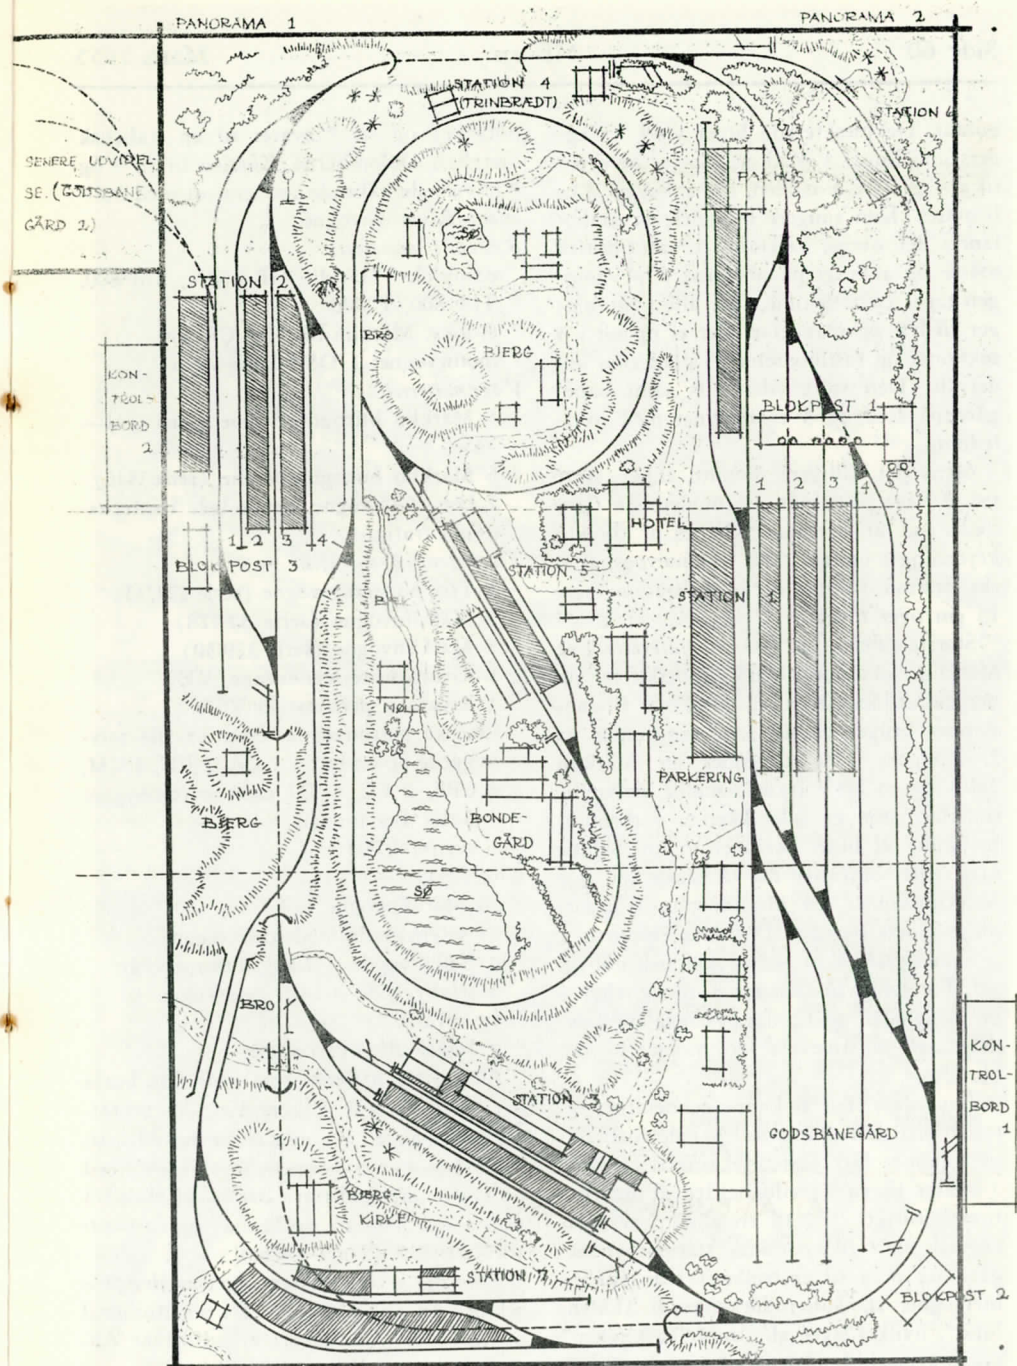 PANORAMA 1
PANORAMA 2
STATION 4
(TRINBRÆDT)
STATION 6
SENERE UDVIDEL-
SE. (GODSBANE-
GÅRD 2)
PAKHUS
SØ
STATION 2
BRO
BJERG
KON-
TROL-
BORD
2
BLOKPOST 1
1 2 3 4
HOTEL
1 2 3 4
STATION 5
BLOKPOST 3
STATION 1
MØLLE
PARKERING
BJERG
BONDE-
GÅRD
SØ
BRO
KON-
TROL-
BORD
1
STATION 3
GODSBANEGÅRD
BJERG-
KIRKE
STATION 7
BLOKPOST 2